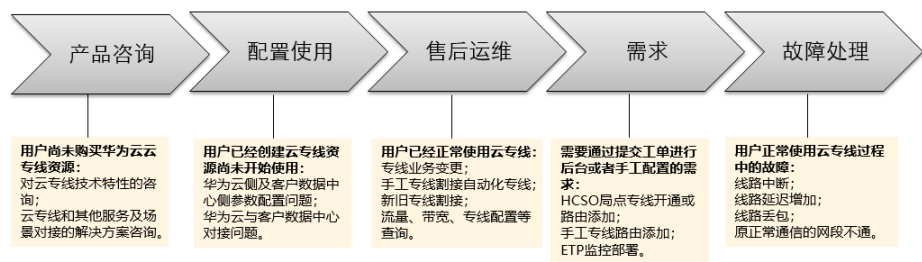 产品咨询
配置使用
售后运维
需求
故障处理
用户尚未购买华为云云
专线资源：
对云专线技术特性的咨
询；
云专线和其他服务及场
景对接的解决方案咨询。
用户已经创建云专线资
源尚未开始使用：
华为云侧及客户数据中
心侧参数配置问题；
华为云与客户数据中心
对接问题。
用户已经正常使用云专线：
专线业务变更；
手工专线割接自动化专线；
新旧专线割接；
流量、带宽、专线配置等
查询。
需要通过提交工单进行
后台或者手工配置的需
求：
HCSO局点专线开通或
路由添加；
手工专线路由添加；
ETP监控部署。
用户正常使用云专线过程
中的故障：
线路中断；
线路延迟增加；
线路丢包；
原正常通信的网段不通。